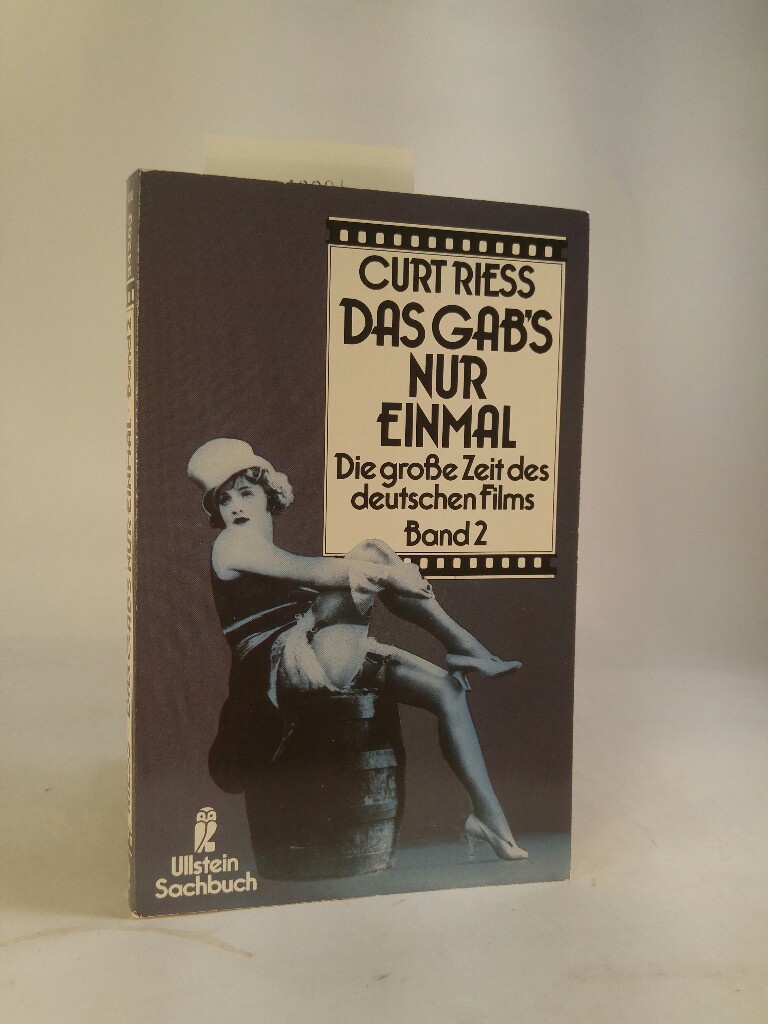 CURT RIESS
DAS GAB'S
NUR
EINMAL
Die große Zeit des
deutschen Films
Band 2
Ullstein
Sachbuch